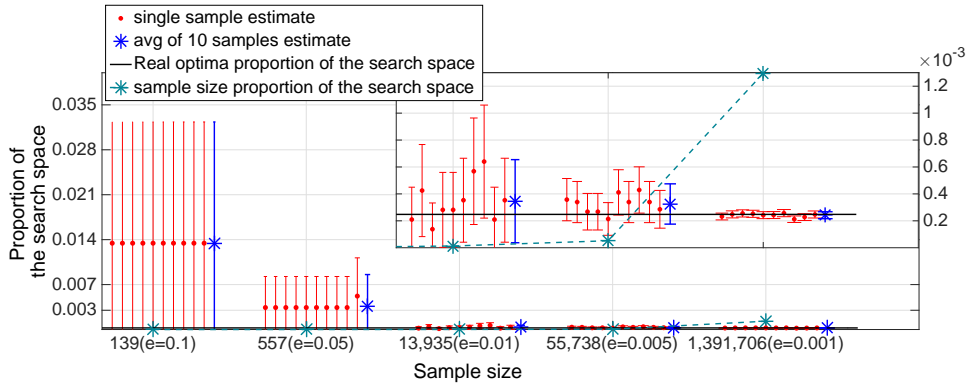 single sample estimate
avg of 10 samples estimate
Real optima proportion of the search space
sample size proportion of the search space
×10⁻³
1.2
1
0.8
0.6
0.4
0.2
0.035
0.028
0.021
0.014
0.007
0.003
Proportion of
the search space
139(e=0.1)
557(e=0.05)
13,935(e=0.01)
55,738(e=0.005)
1,391,706(e=0.001)
Sample size